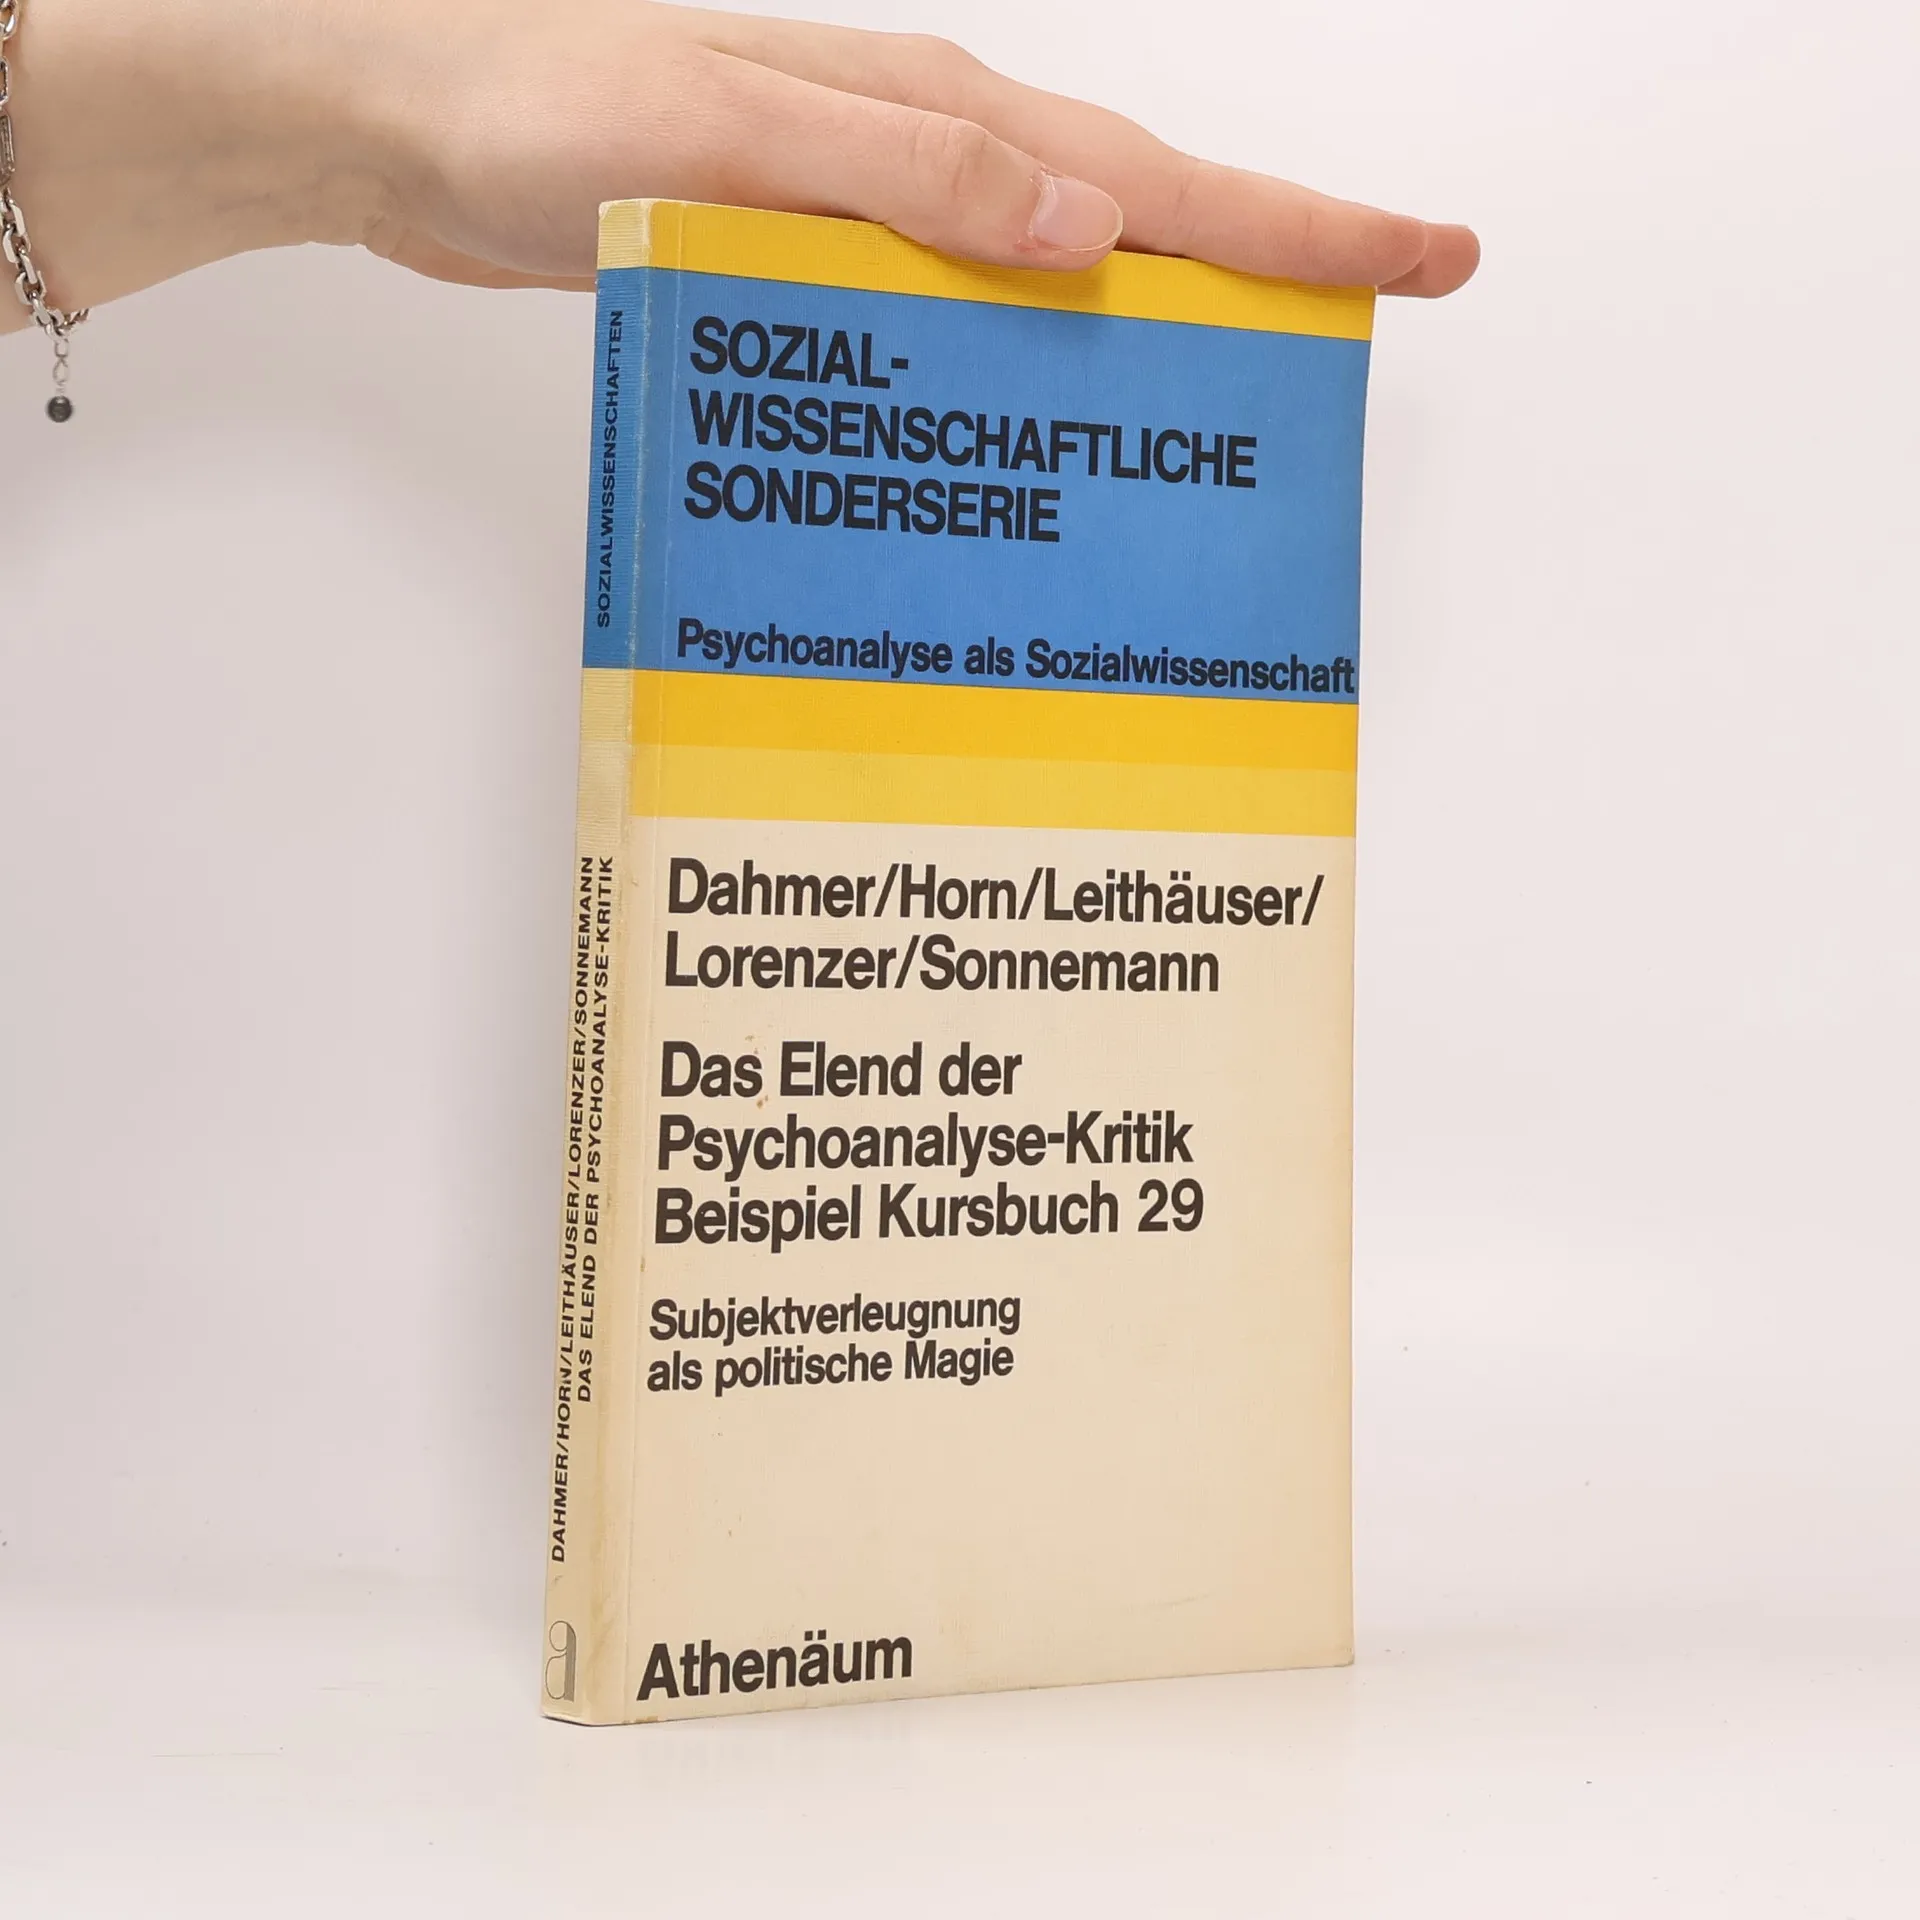 SOZIAL-
WISSENSCHAFTLICHE
SONDERSERIE
Psychoanalyse als Sozialwissenschaft
Dahmer/Horn/Leithäuser/
Lorenzer/Sonnemann
Das Elend der
Psychoanalyse-Kritik
Beispiel Kursbuch 29
Subjektverleugnung
als politische Magie
Athenäum
SOZIALWISSENSCHAFTEN
DAHMER/HORN/LEITHÄUSER/LORENZER/SONNEMANN
DAS ELEND DER PSYCHOANALYSE-KRITIK
a